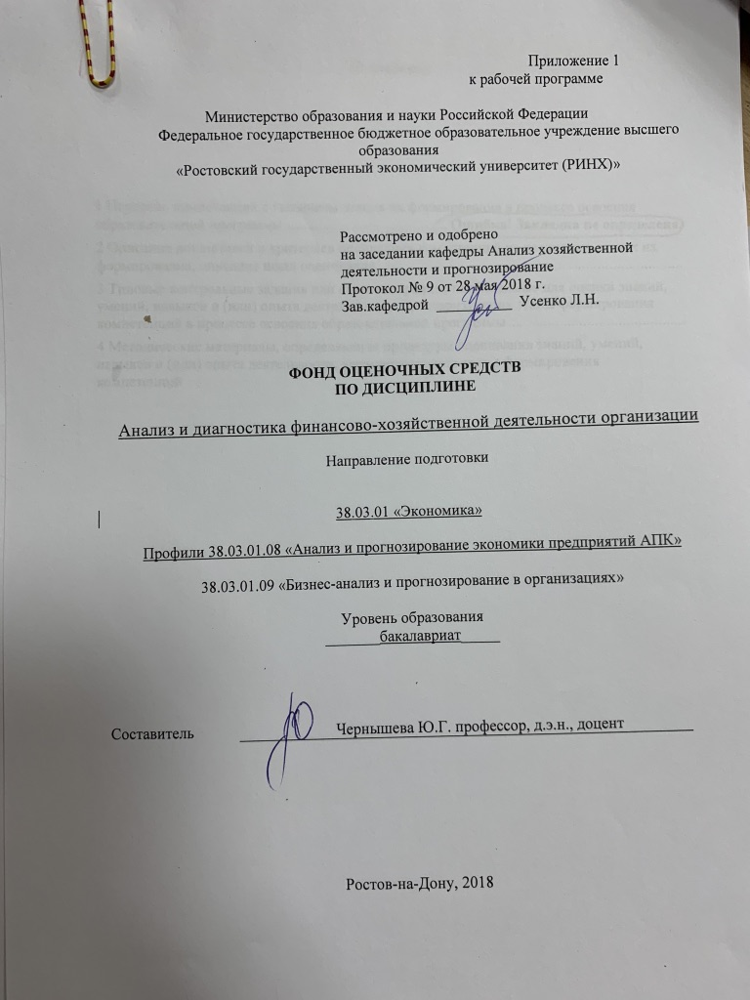 Приложение 1
к рабочей программе
Министерство образования и науки Российской Федерации
Федеральное государственное бюджетное образовательное учреждение высшего
образования
«Ростовский государственный экономический университет (РИНХ)»
Рассмотрено и одобрено
на заседании кафедры Анализ хозяйственной
деятельности и прогнозирование
Протокол № 9 от 28 мая 2018 г.
Зав.кафедрой __________ Усенко Л.Н.
ФОНД ОЦЕНОЧНЫХ СРЕДСТВ
ПО ДИСЦИПЛИНЕ
Анализ и диагностика финансово-хозяйственной деятельности организации
Направление подготовки
38.03.01 «Экономика»
Профили 38.03.01.08 «Анализ и прогнозирование экономики предприятий АПК»
38.03.01.09 «Бизнес-анализ и прогнозирование в организациях»
Уровень образования
бакалавриат
Составитель Чернышева Ю.Г. профессор, д.э.н., доцент
Ростов-на-Дону, 2018